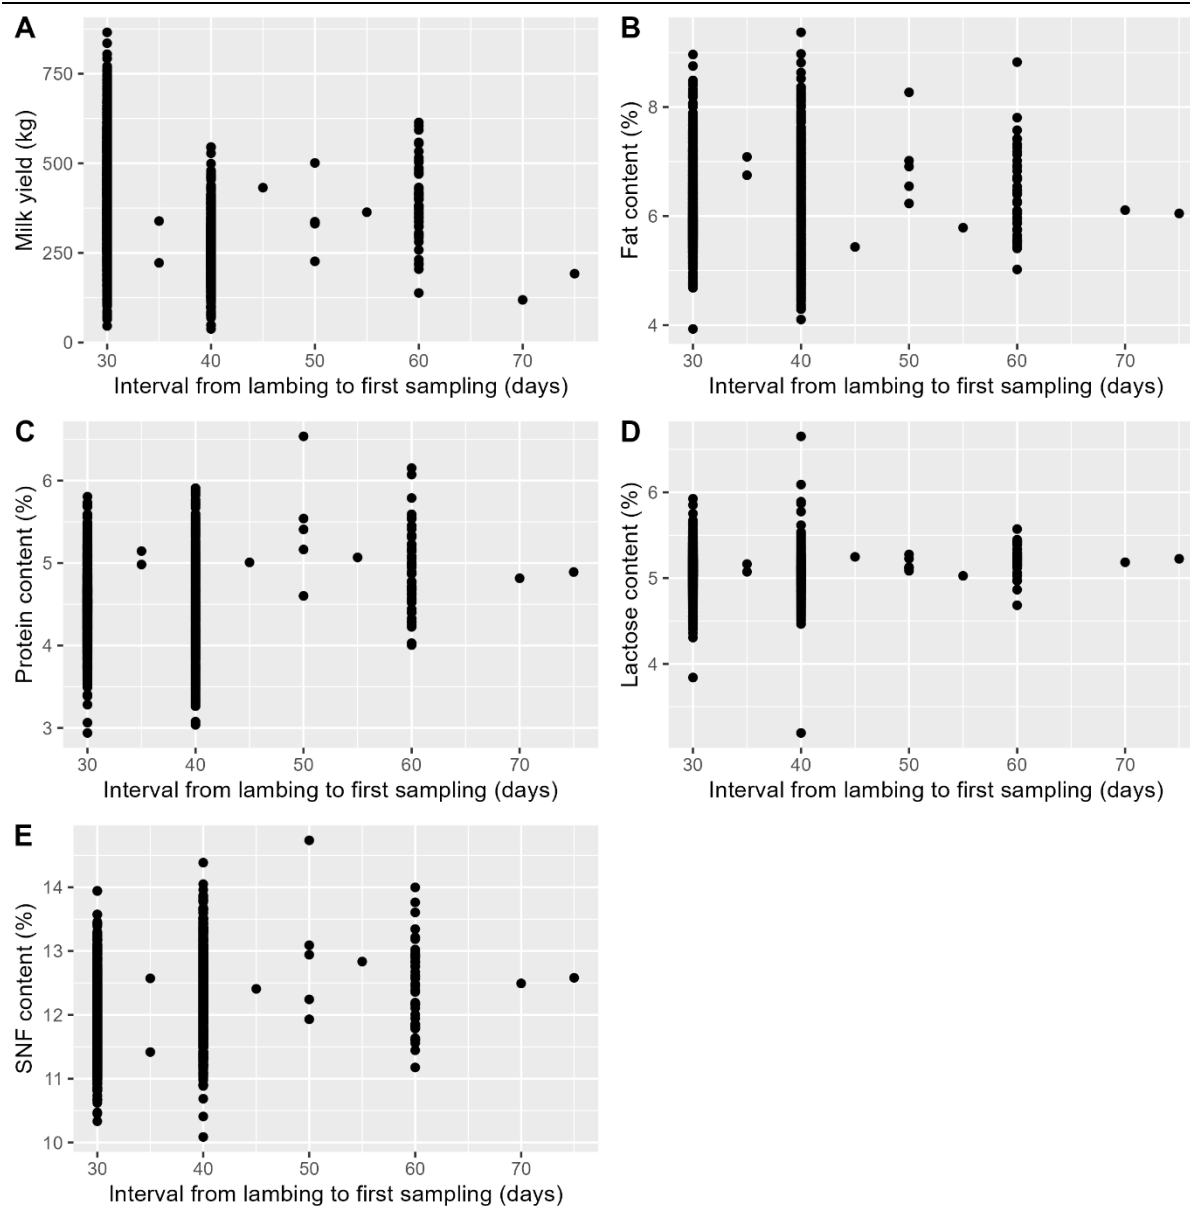 A
Milk yield (kg)
750
500
250
0
30 40 50 60 70
Interval from lambing to first sampling (days)
B
Fat content (%)
8
6
4
30 40 50 60 70
Interval from lambing to first sampling (days)
C
Protein content (%)
6
5
4
3
30 40 50 60 70
Interval from lambing to first sampling (days)
D
Lactose content (%)
6
5
4
30 40 50 60 70
Interval from lambing to first sampling (days)
E
SNF content (%)
14
13
12
11
10
30 40 50 60 70
Interval from lambing to first sampling (days)